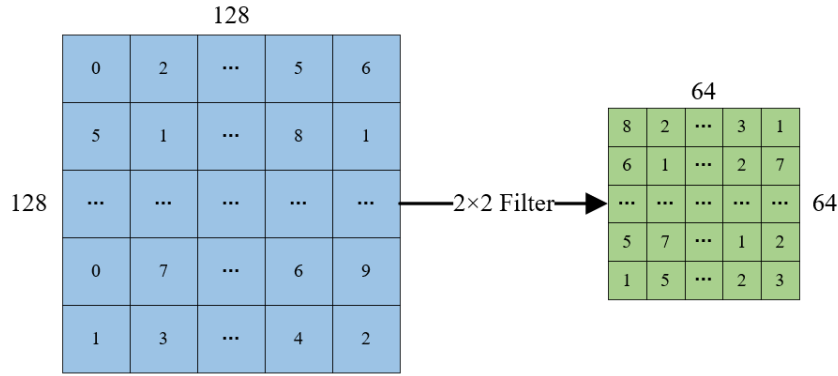 128
0 2 ... 5 6
5 1 ... 8 1
128 ... ... ... ... ...
0 7 ... 6 9
1 3 ... 4 2
2×2 Filter
64
8 2 ... 3 1
6 1 ... 2 7
... ... ... ... ... 64
5 7 ... 1 2
1 5 ... 2 3